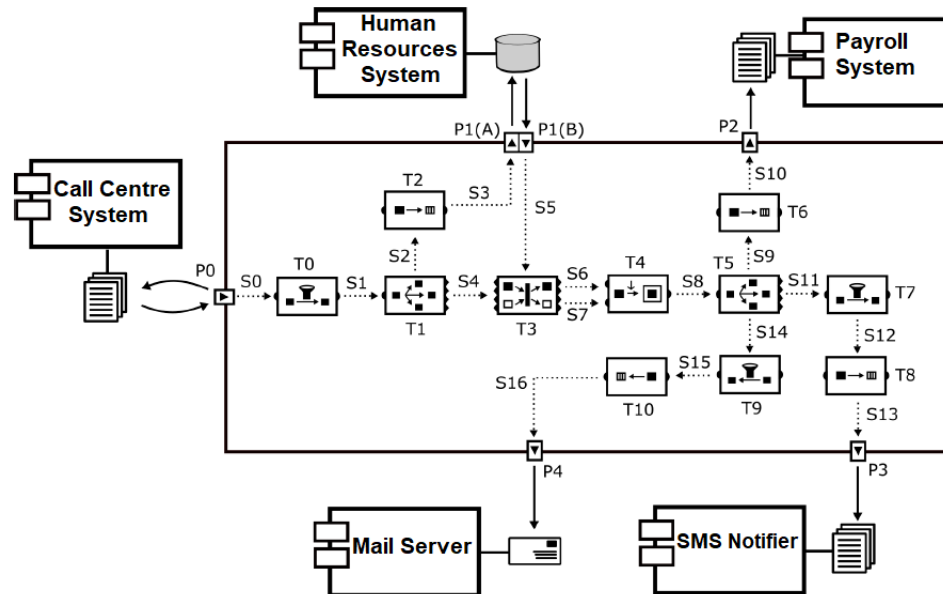 Human
Resources
System
Payroll
System
P1(A)
P1(B)
P2
Call Centre
System
T2
S3
S5
S10
T6
P0
S0
T0
S1
S2
S4
T1
T3
S6
S7
T4
S8
T5
S9
S11
T7
S14
S12
S16
S15
T10
T9
T8
S13
P4
P3
Mail Server
SMS Notifier